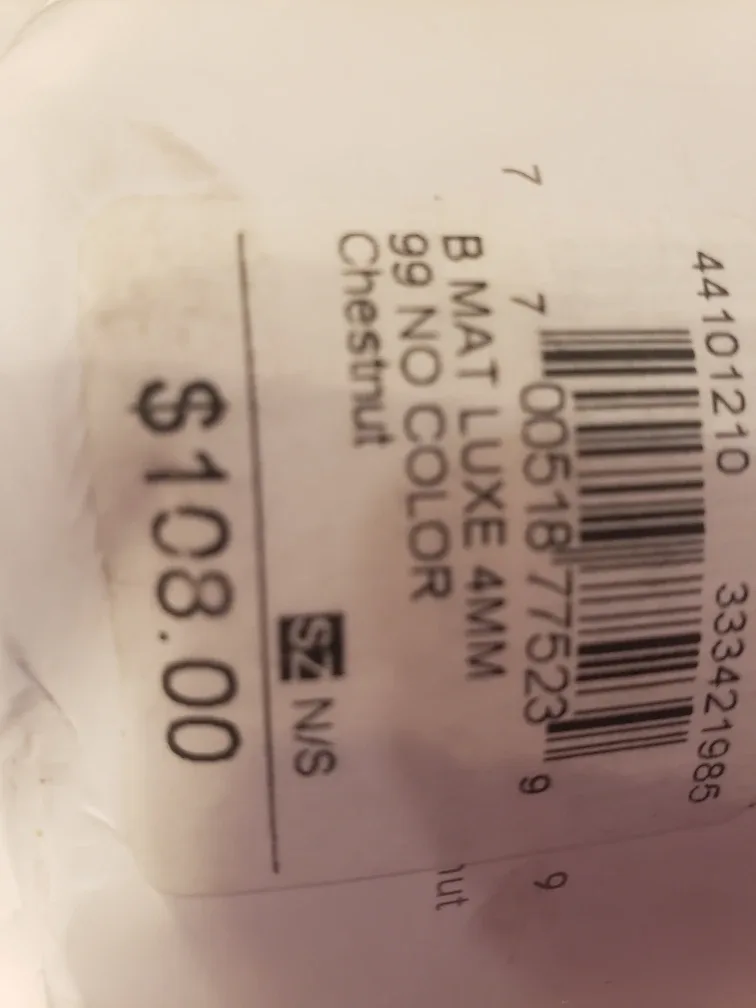 44101210 333421985
7 00518 77523 9
B MAT LUXE 4MM
99 NO COLOR
Chestnut
SZ N/S
$108.00
7
9
nut